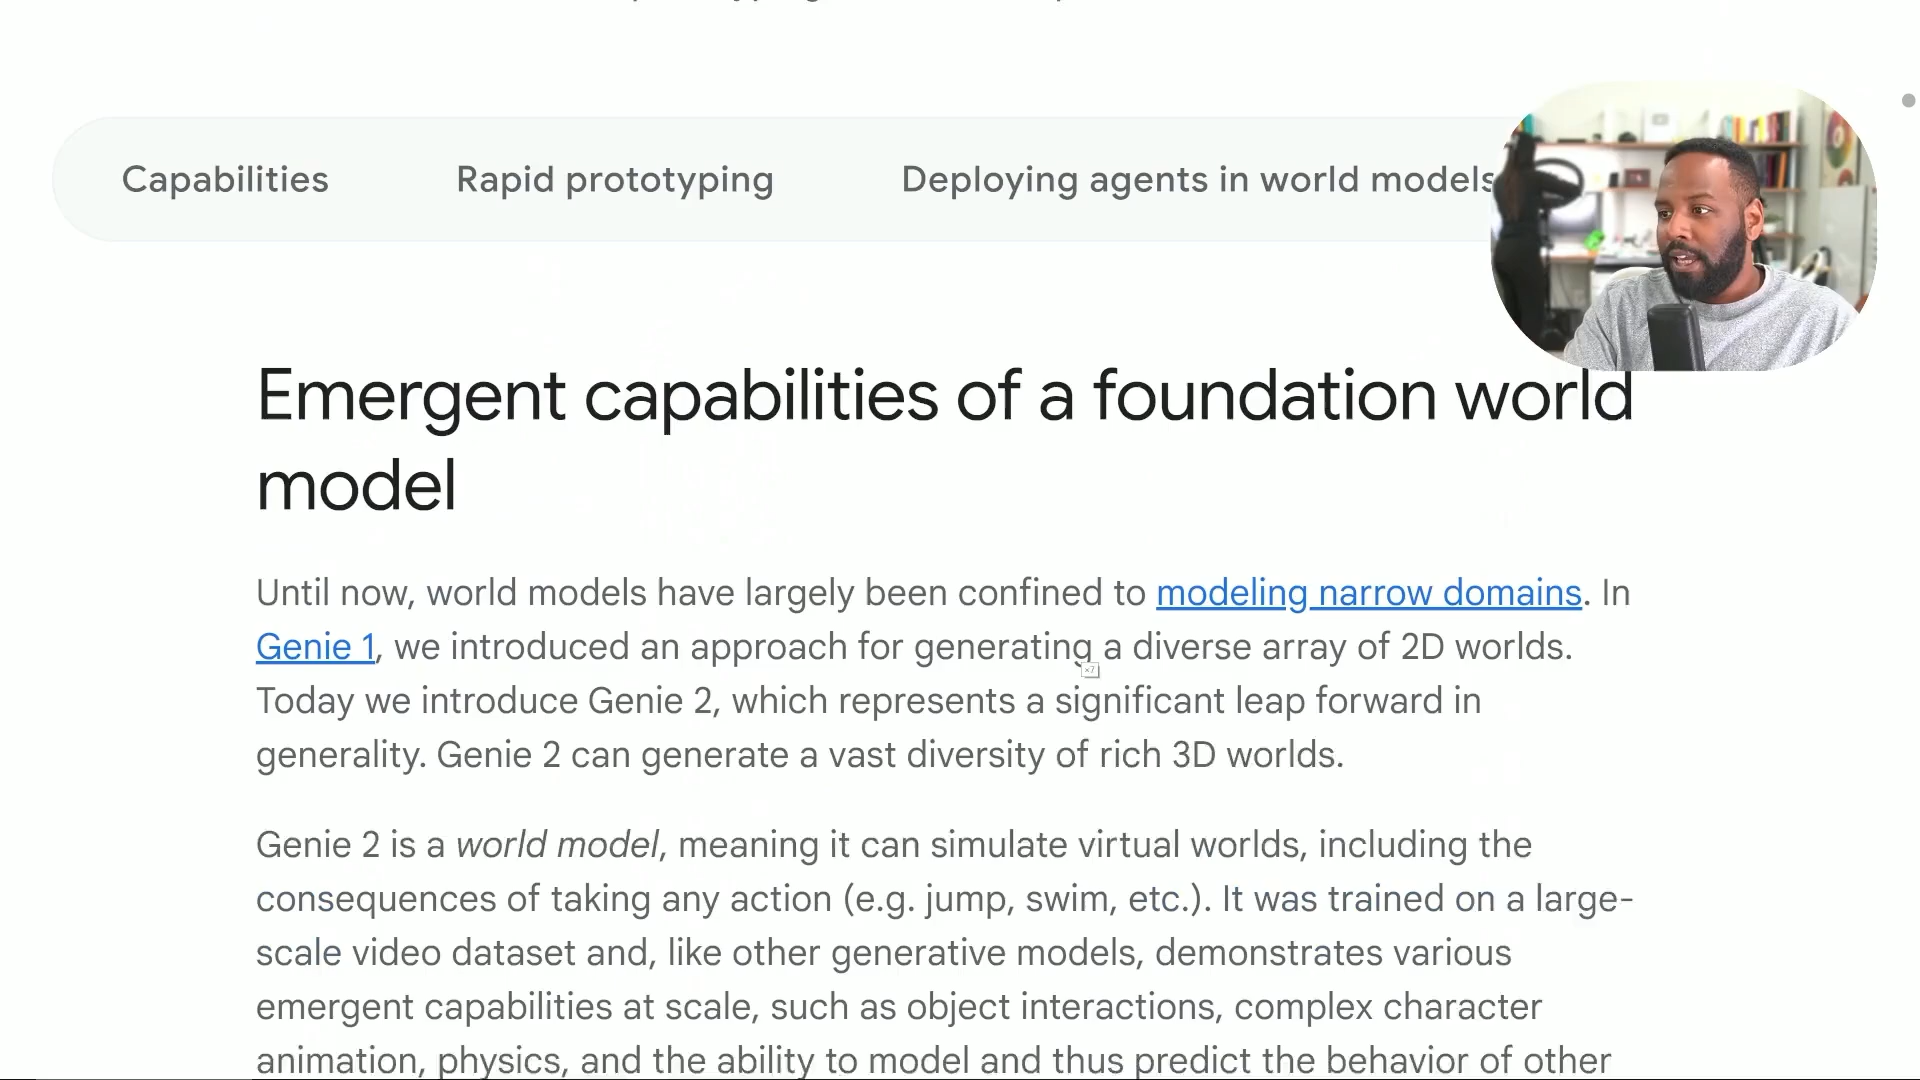 Capabilities Rapid prototyping Deploying agents in world models
Emergent capabilities of a foundation world
model
Until now, world models have largely been confined to modeling narrow domains. In
Genie 1, we introduced an approach for generating a diverse array of 2D worlds.
Today we introduce Genie 2, which represents a significant leap forward in
generality. Genie 2 can generate a vast diversity of rich 3D worlds.
Genie 2 is a world model, meaning it can simulate virtual worlds, including the
consequences of taking any action (e.g. jump, swim, etc.). It was trained on a large-
scale video dataset and, like other generative models, demonstrates various
emergent capabilities at scale, such as object interactions, complex character
animation, physics, and the ability to model and thus predict the behavior of other